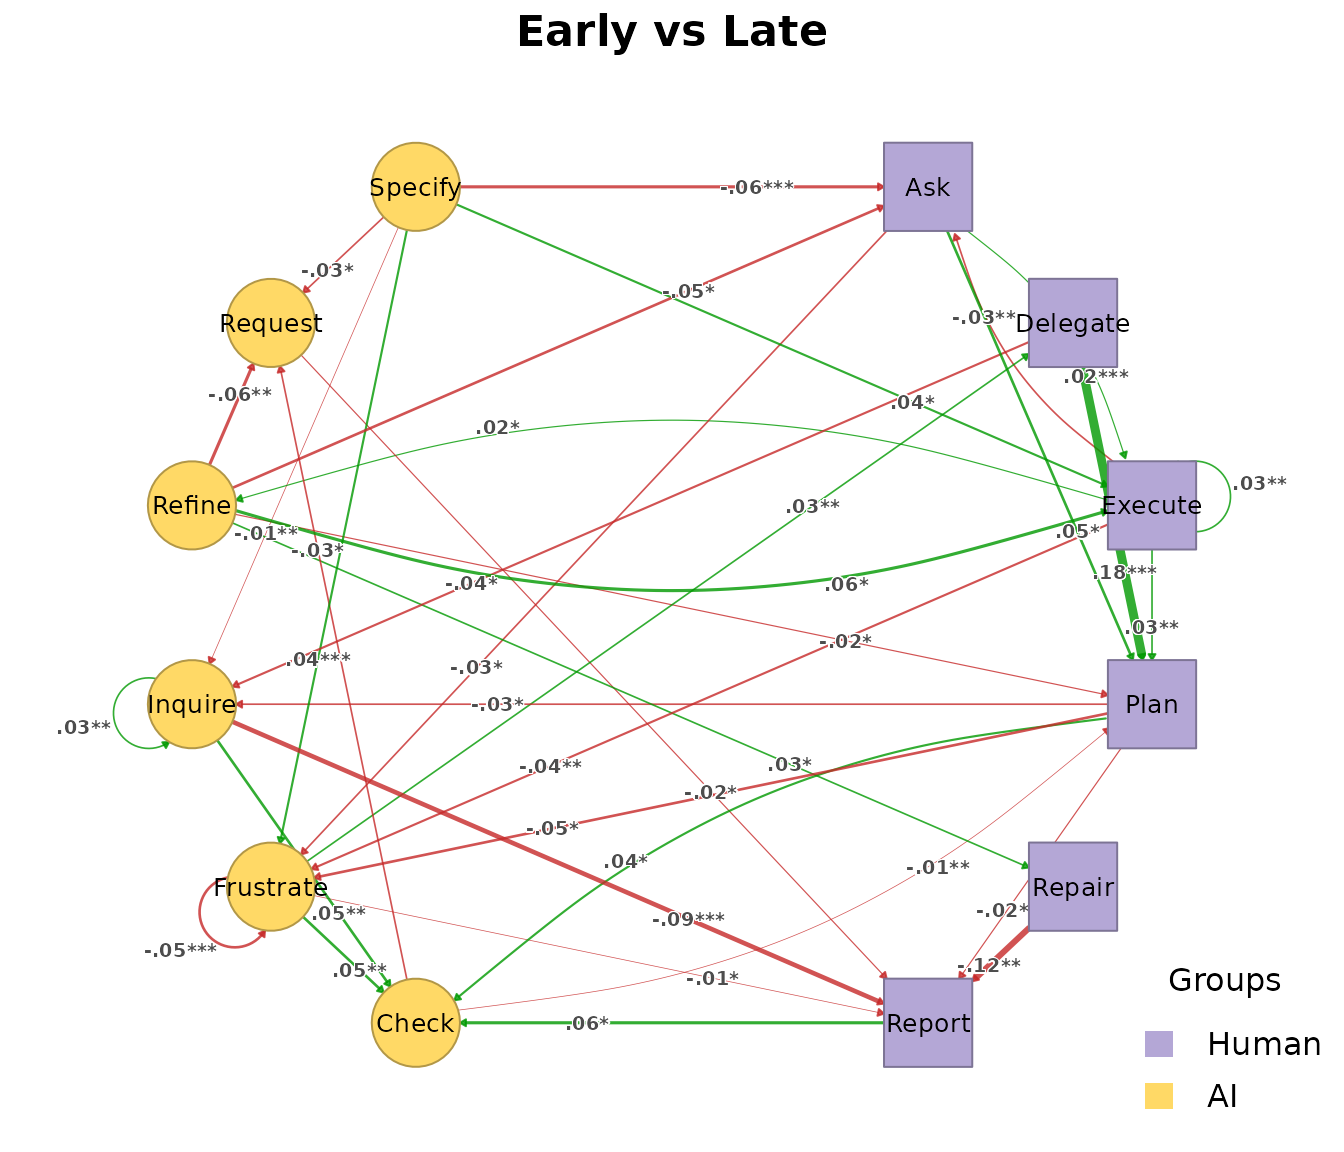 Early vs Late
Specify
-.06***
Ask
-.03*
-.05*
-.03**
Request
Delegate
-.06**
.02***
.04*
.02*
Refine
.03**
Execute
.03**
-.01**
-.03*
.05*
-.04*
.06*
.18***
.04***
-.03*
-.02*
.03**
Inquire
-.03*
Plan
.03**
-.04**
.03*
-.02*
-.05*
.04*
-.01**
Frustrate
Repair
.05**
-.09***
-.02*
-.05***
.05**
-.01*
-.12**
Check
.06*
Report
Groups
Human
AI